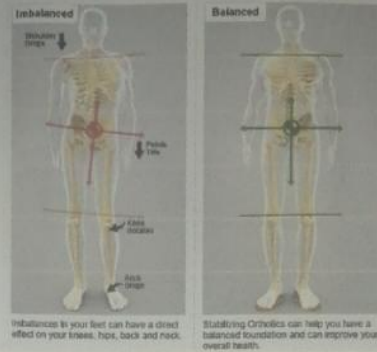 Imbalanced
Shoulder
Drops
Pelvis
Tilts
Knee
Rotates
Arch
Drops
Imbalances in your feet can have a direct
effect on your knees, hips, back and neck.
Balanced
Stabilizing Orthotics can help you have a
balanced foundation and can improve your
overall health.